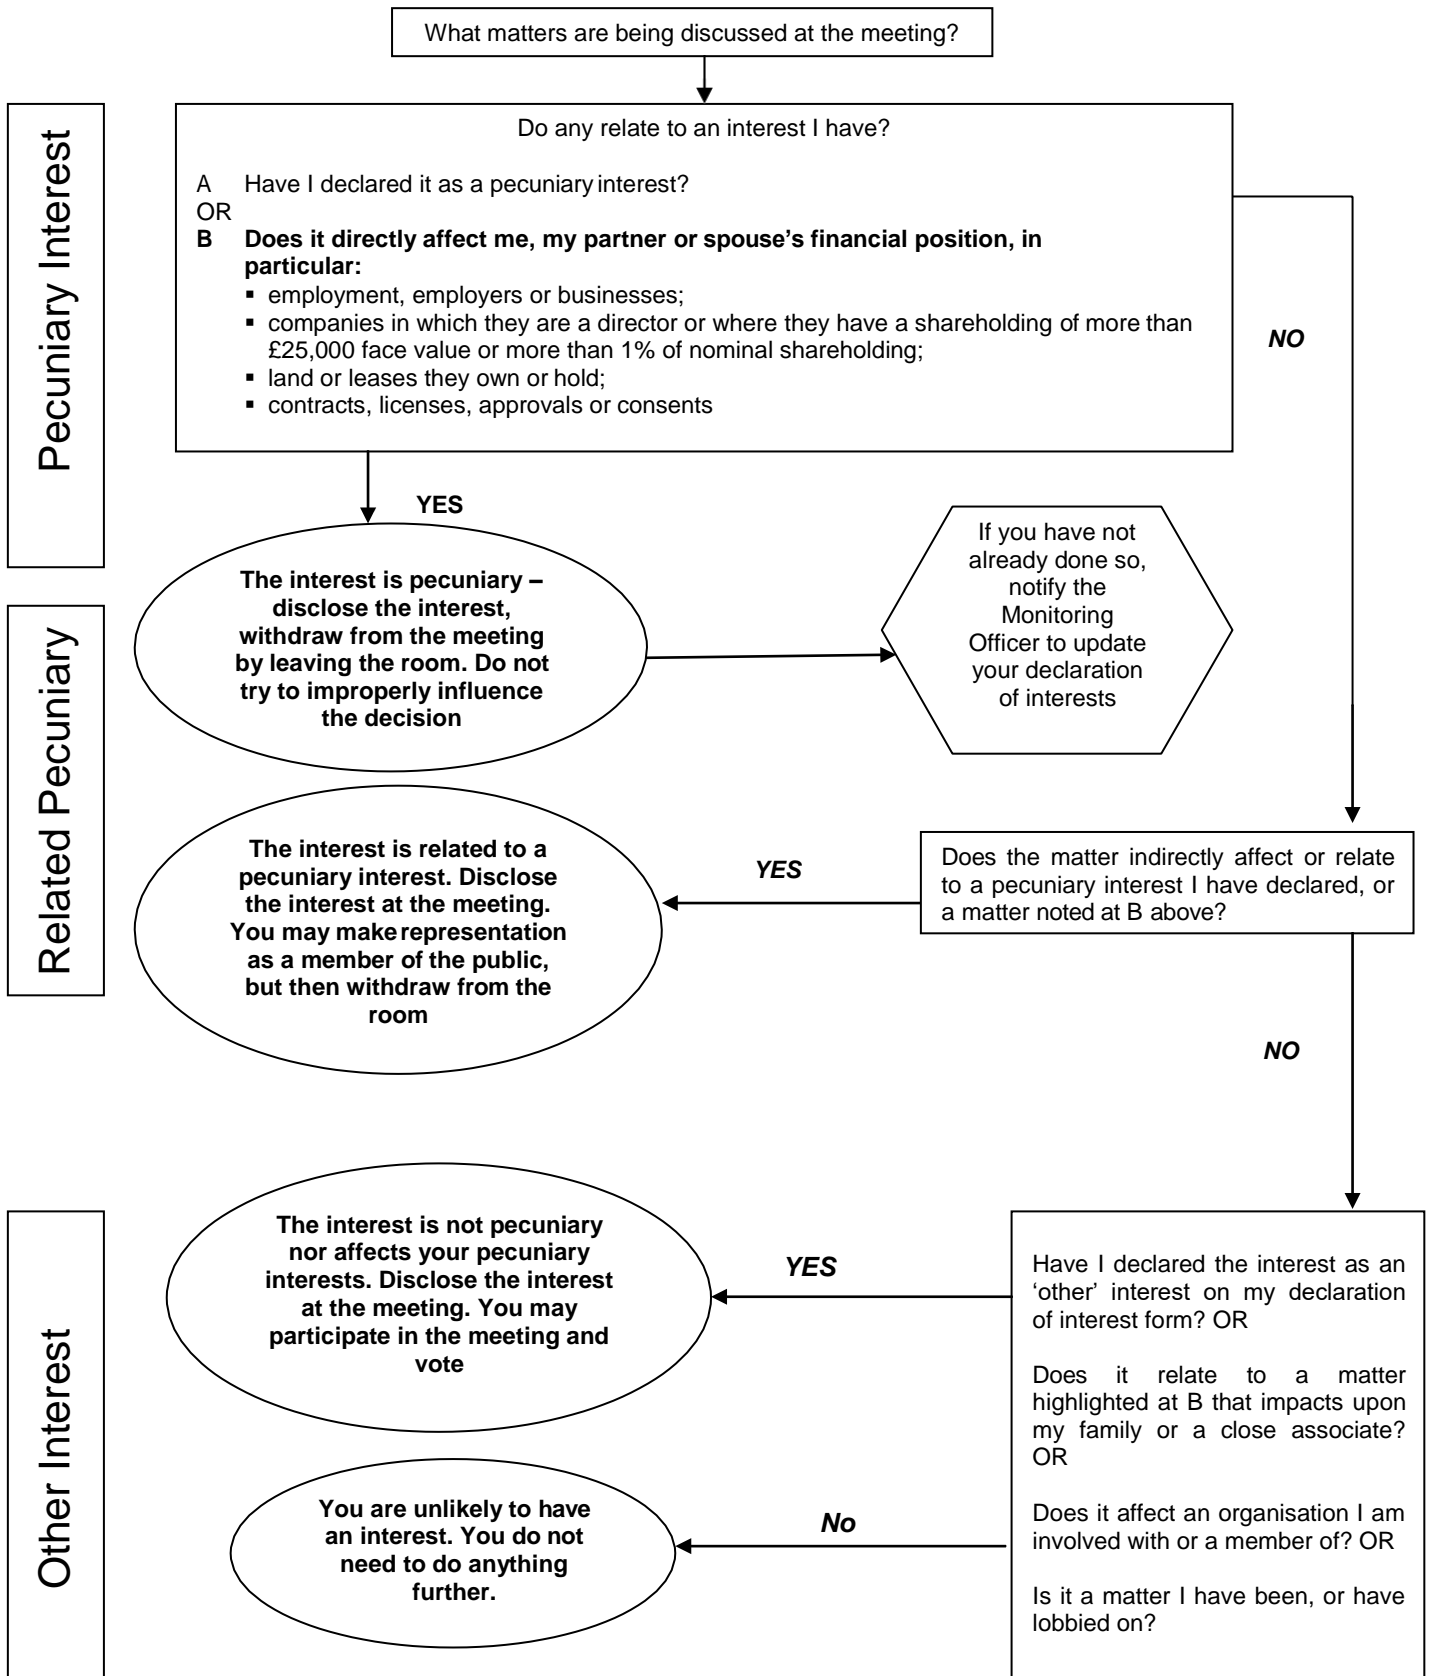 What matters are being discussed at the meeting?
Pecuniary Interest
Do any relate to an interest I have?
A Have I declared it as a pecuniary interest?
OR
B Does it directly affect me, my partner or spouse's financial position, in
particular:
▪ employment, employers or businesses;
▪ companies in which they are a director or where they have a shareholding of more than
£25,000 face value or more than 1% of nominal shareholding;
▪ land or leases they own or hold;
▪ contracts, licenses, approvals or consents
NO
YES
The interest is pecuniary –
disclose the interest,
withdraw from the meeting
by leaving the room. Do not
try to improperly influence
the decision
If you have not
already done so,
notify the
Monitoring
Officer to update
your declaration
of interests
Related Pecuniary
The interest is related to a
pecuniary interest. Disclose
the interest at the meeting.
You may make representation
as a member of the public,
but then withdraw from the
room
YES
Does the matter indirectly affect or relate
to a pecuniary interest I have declared, or
a matter noted at B above?
NO
Other Interest
The interest is not pecuniary
nor affects your pecuniary
interests. Disclose the interest
at the meeting. You may
participate in the meeting and
vote
YES
Have I declared the interest as an
‘other’ interest on my declaration
of interest form? OR
Does it relate to a matter
highlighted at B that impacts upon
my family or a close associate?
OR
Does it affect an organisation I am
involved with or a member of? OR
Is it a matter I have been, or have
lobbied on?
No
You are unlikely to have
an interest. You do not
need to do anything
further.